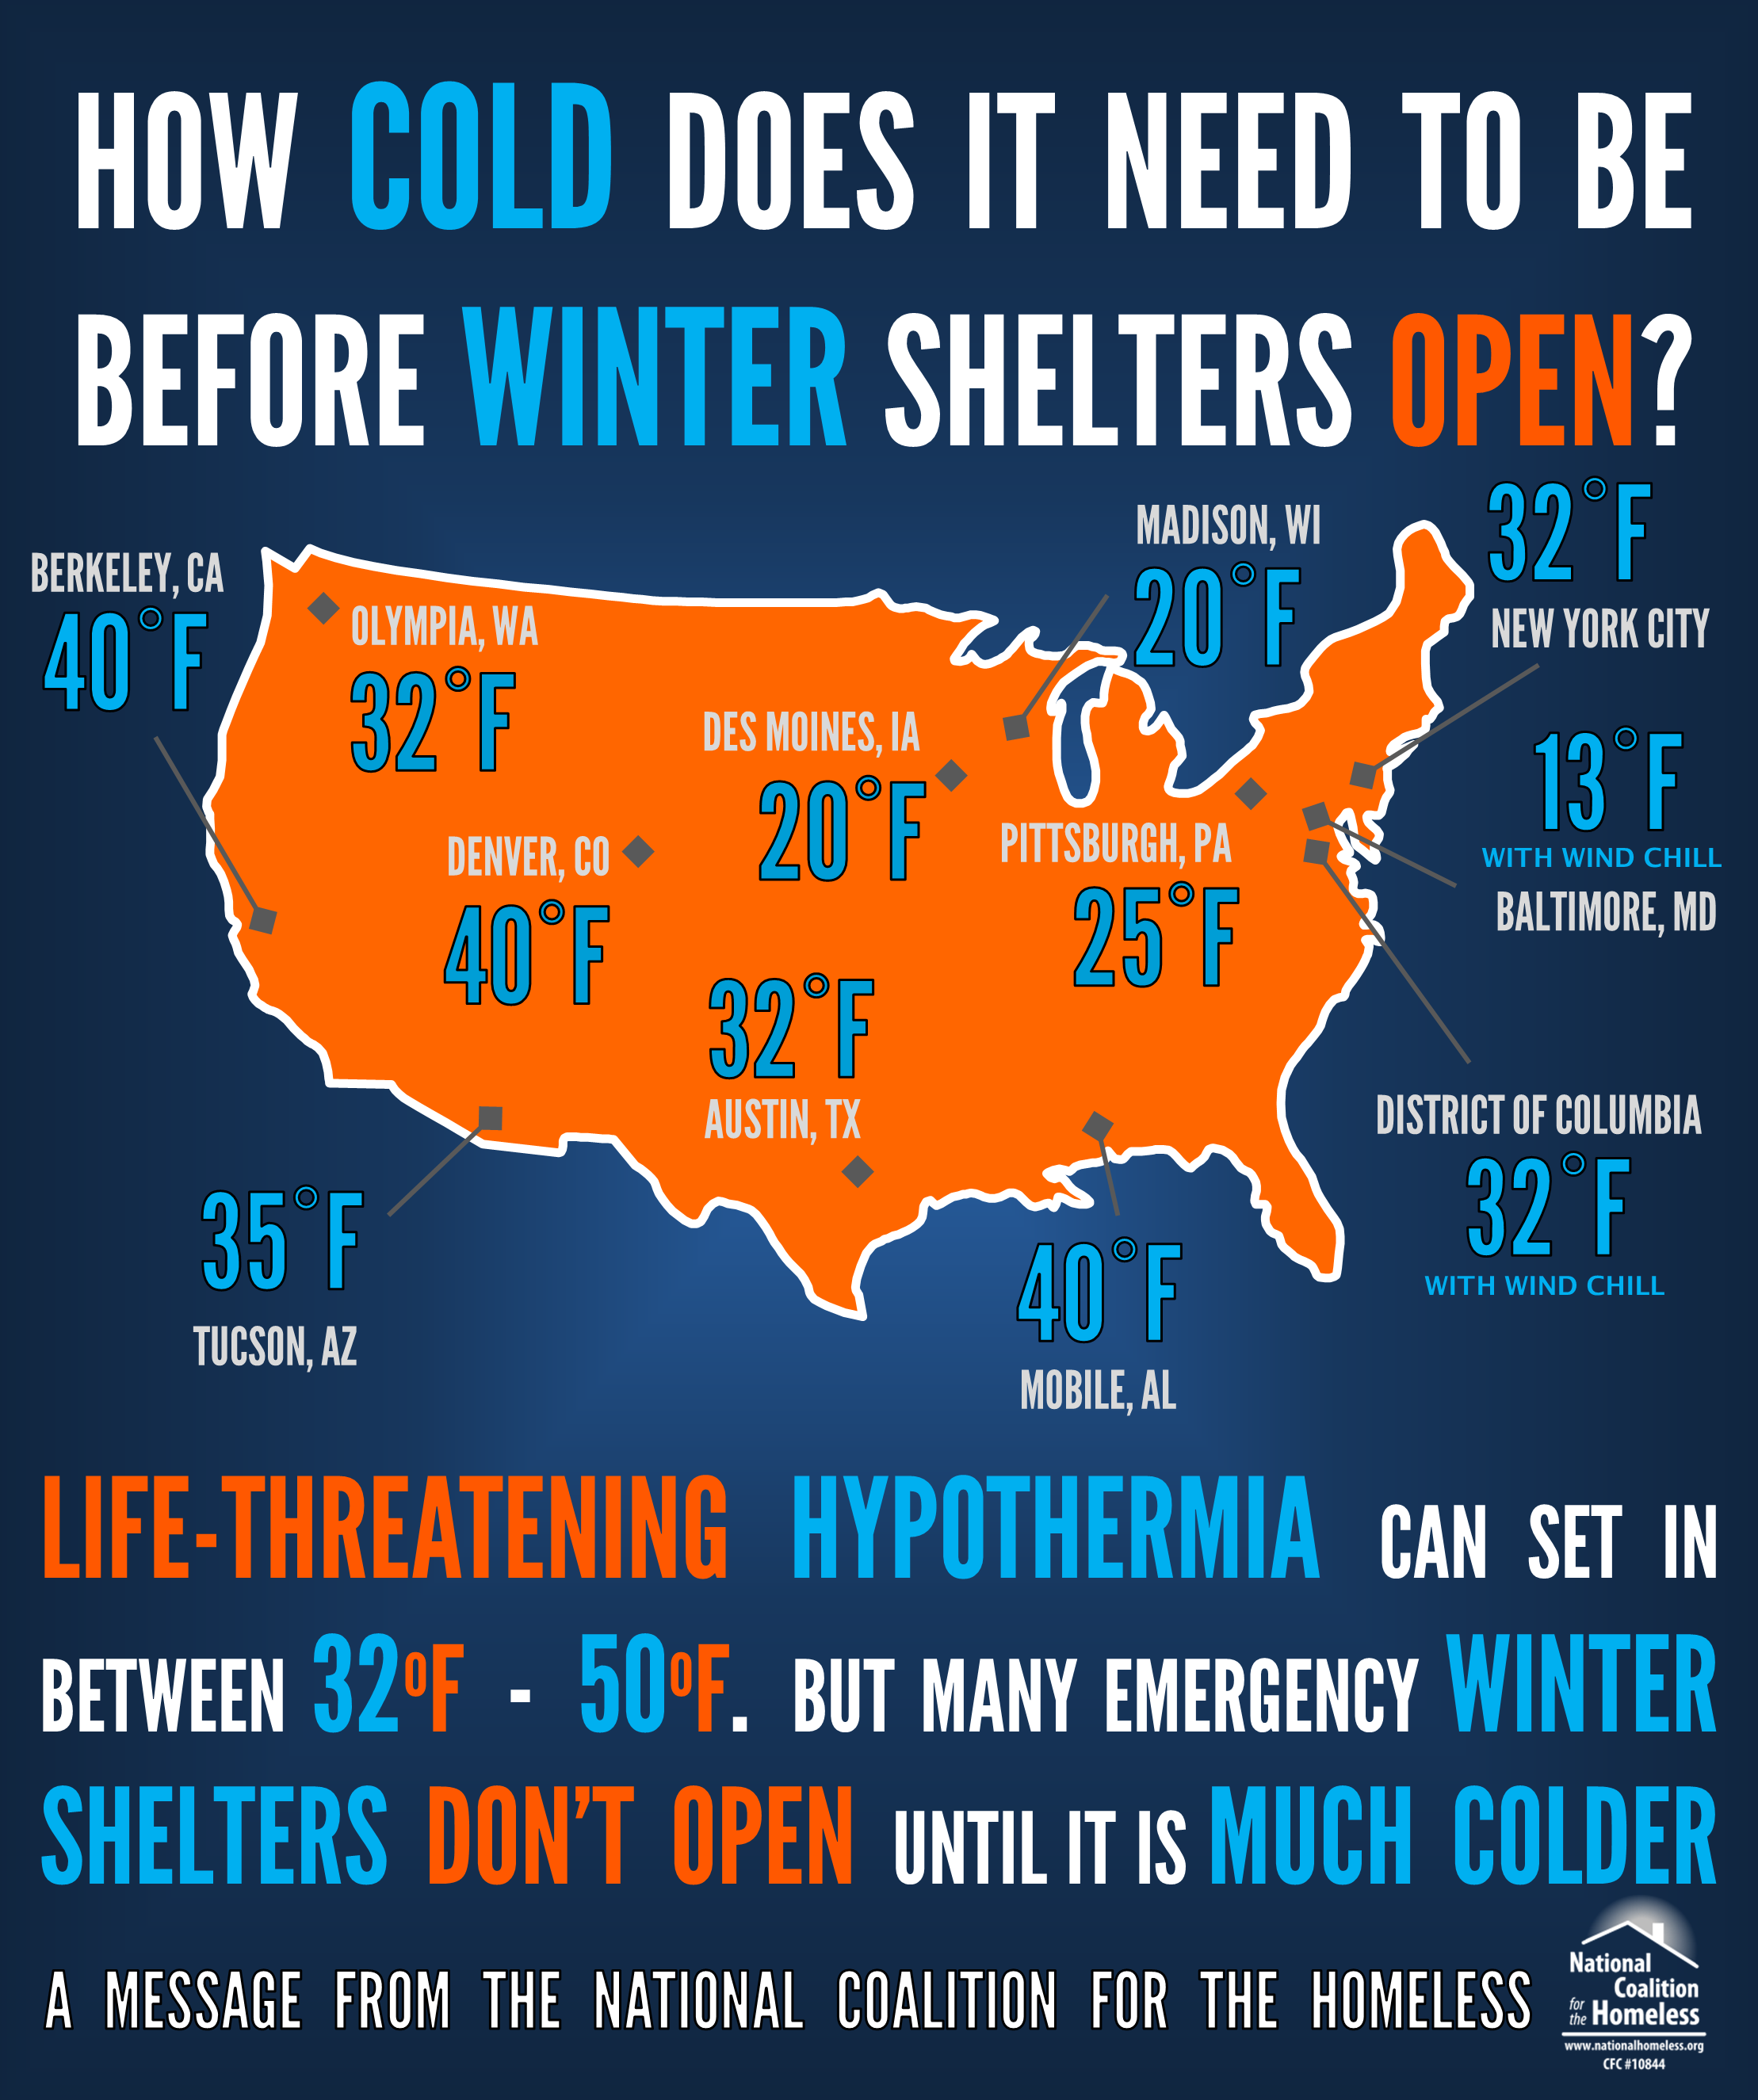 HOW COLD DOES IT NEED TO BE
BEFORE WINTER SHELTERS OPEN?
BERKELEY, CA
40°F
OLYMPIA, WA
32°F
MADISON, WI
20°F
32°F
NEW YORK CITY
DES MOINES, IA
20°F
DENVER, CO
40°F
PITTSBURGH, PA
25°F
13°F
WITH WIND CHILL
BALTIMORE, MD
32°F
AUSTIN, TX
DISTRICT OF COLUMBIA
32°F
WITH WIND CHILL
35°F
TUCSON, AZ
40°F
MOBILE, AL
LIFE-THREATENING HYPOTHERMIA CAN SET IN
BETWEEN 32°F - 50°F. BUT MANY EMERGENCY WINTER
SHELTERS DON'T OPEN UNTIL IT IS MUCH COLDER
A MESSAGE FROM THE NATIONAL COALITION FOR THE HOMELESS
National
Coalition
for the Homeless
www.nationalhomeless.org
CFC #10844